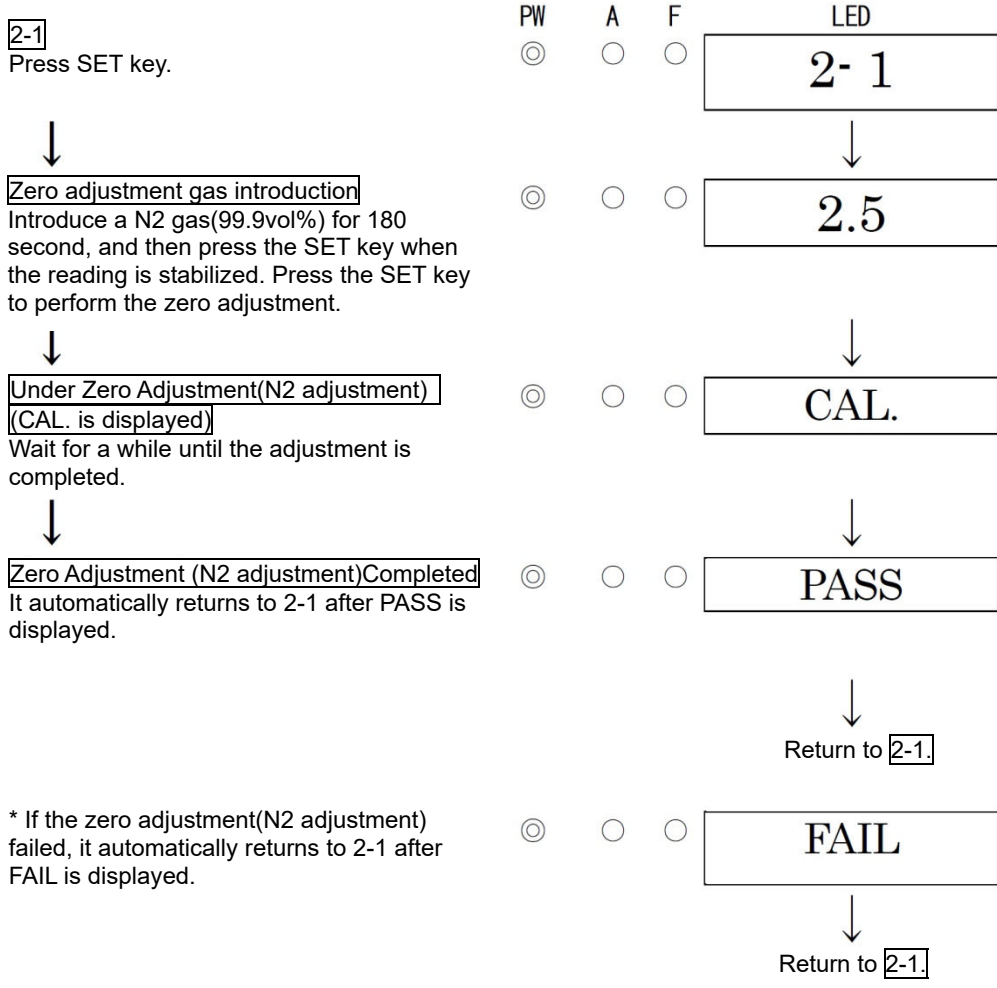 PW A F LED
2-1
Press SET key.
2- 1
Zero adjustment gas introduction
Introduce a N2 gas(99.9vol%) for 180
second, and then press the SET key when
the reading is stabilized. Press the SET key
to perform the zero adjustment.
2.5
Under Zero Adjustment(N2 adjustment)
(CAL. is displayed)
Wait for a while until the adjustment is
completed.
CAL.
Zero Adjustment (N2 adjustment)Completed
It automatically returns to 2-1 after PASS is
displayed.
PASS
Return to 2-1.
* If the zero adjustment(N2 adjustment)
failed, it automatically returns to 2-1 after
FAIL is displayed.
FAIL
Return to 2-1.